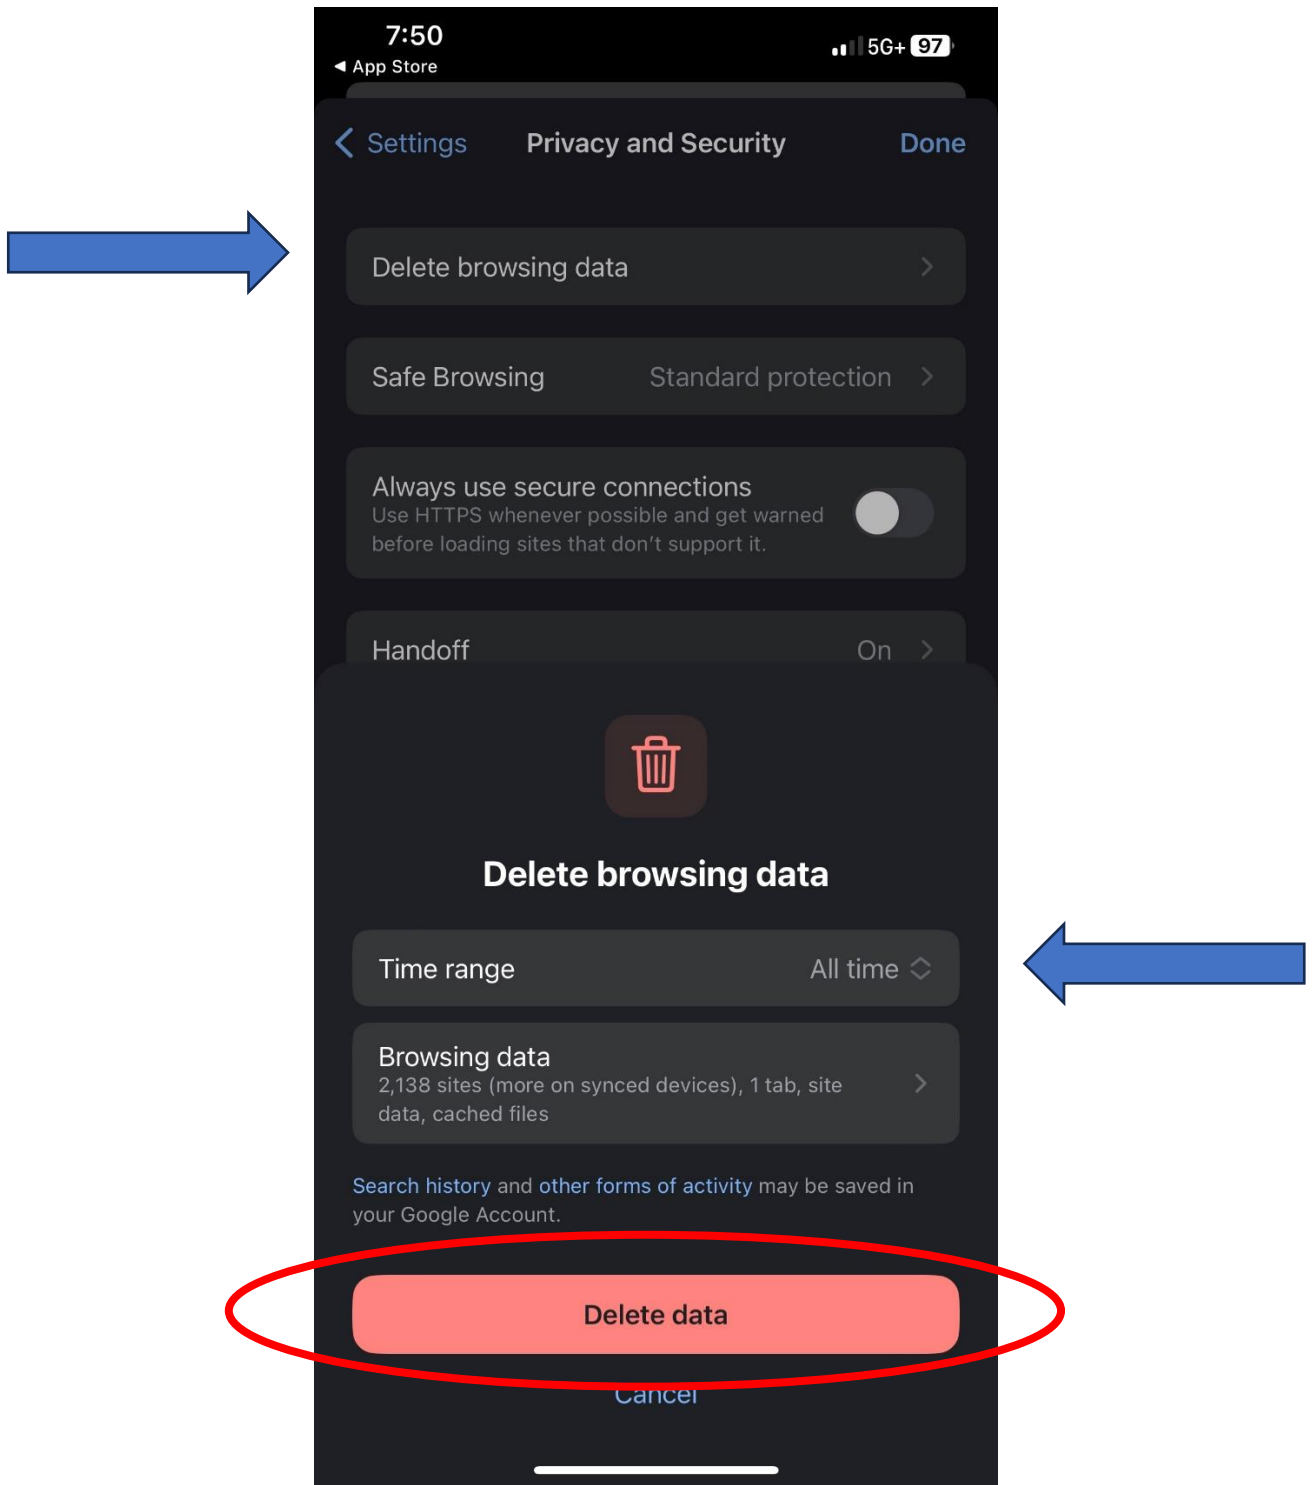 7:50
5G+ 97
◀ App Store
Settings Privacy and Security Done
Delete browsing data
Safe Browsing Standard protection
Always use secure connections
Use HTTPS whenever possible and get warned
before loading sites that don't support it.
Handoff On
Delete browsing data
Time range All time
Browsing data
2,138 sites (more on synced devices), 1 tab, site
data, cached files
Search history and other forms of activity may be saved in
your Google Account.
Delete data
Cancel